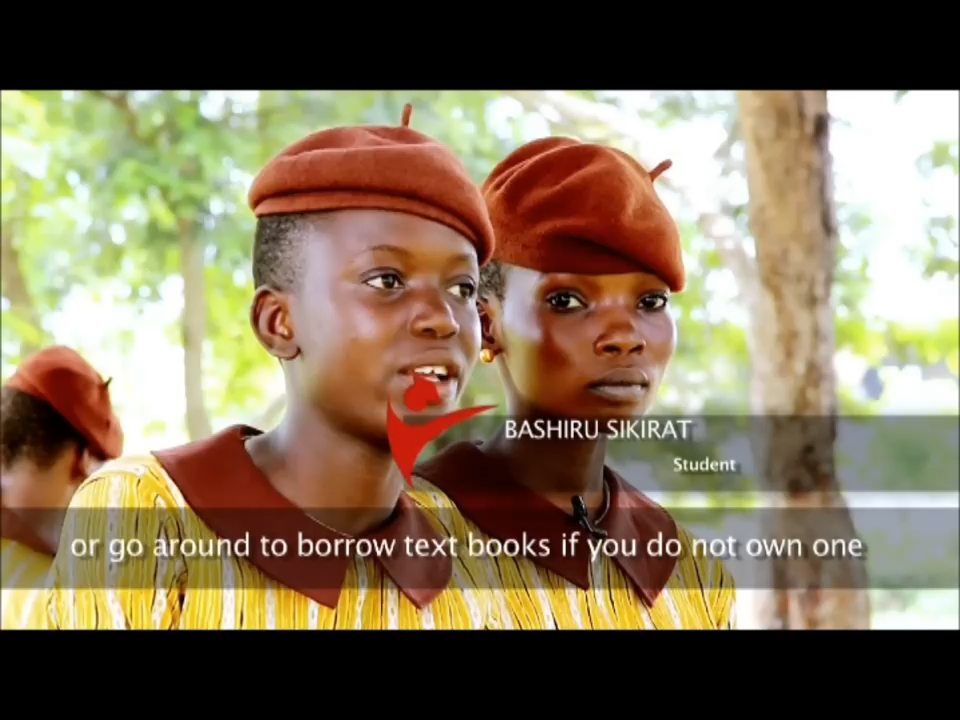 BASHIRU SIKIRAT
Student
or go around to borrow text books if you do not own one